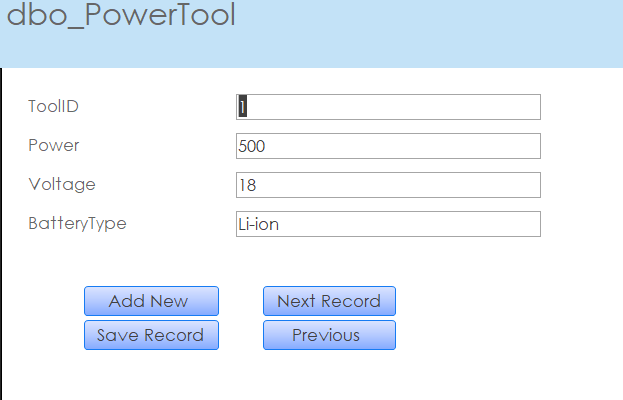 dbo_PowerTool
ToolID 1
Power 500
Voltage 18
BatteryType Li-ion
Add New Next Record
Save Record Previous